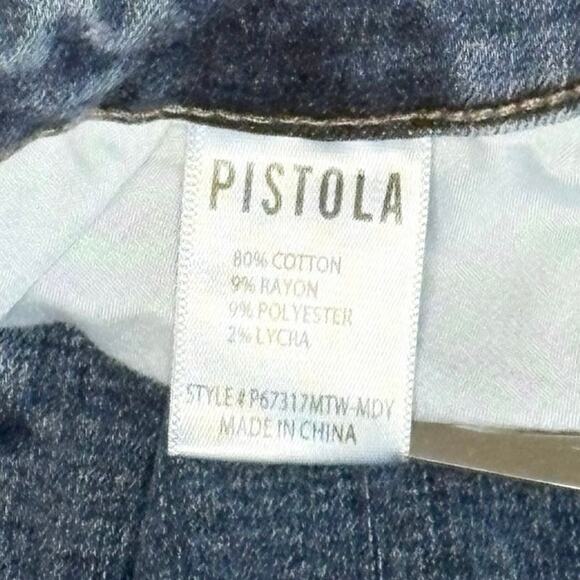 PISTOLA
80% COTTON
9% RAYON
9% POLYESTER
2% LYCRA
STYLE# P67317MTW-MDY
MADE IN CHINA